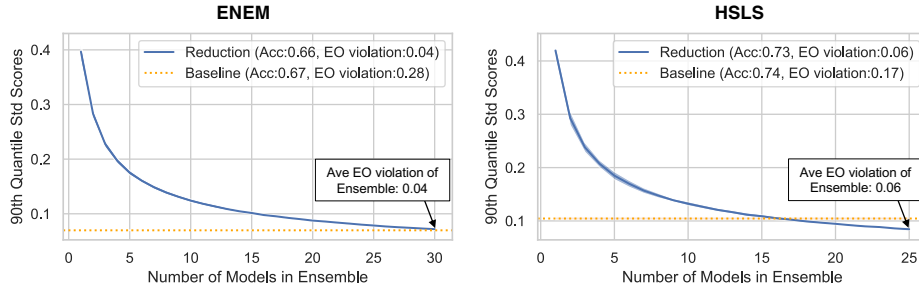 ENEM
90th Quantile Std Scores
0.4
0.3
0.2
0.1
Reduction (Acc:0.66, EO violation:0.04)
Baseline (Acc:0.67, EO violation:0.28)
Ave EO violation of
Ensemble: 0.04
0 5 10 15 20 25 30
Number of Models in Ensemble
HSLS
90th Quantile Std Scores
0.4
0.3
0.2
0.1
Reduction (Acc:0.73, EO violation:0.06)
Baseline (Acc:0.74, EO violation:0.17)
Ave EO violation of
Ensemble: 0.06
0 5 10 15 20 25
Number of Models in Ensemble